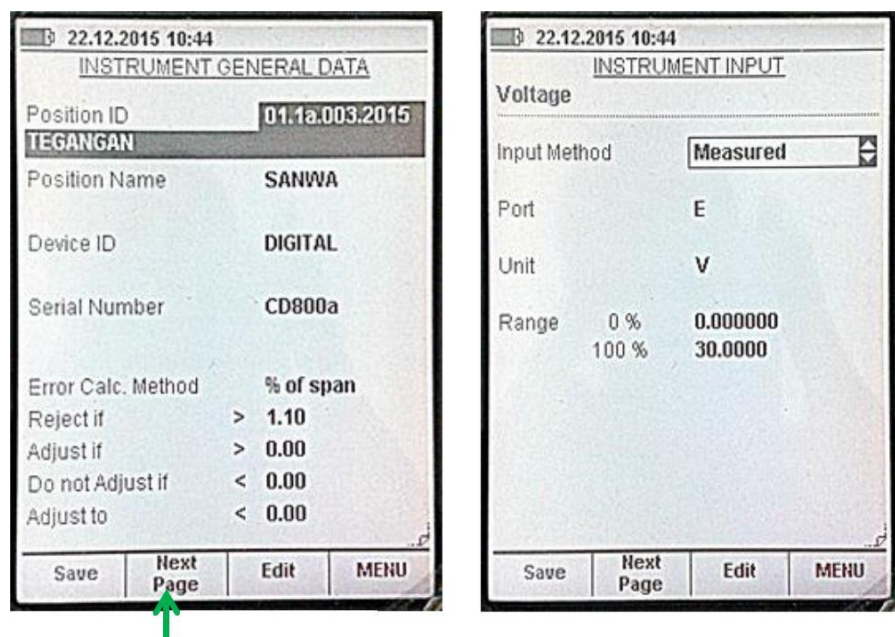 22.12.2015 10:44
INSTRUMENT GENERAL DATA
Position ID 01.1a.003.2015
TEGANGAN
Position Name SANWA
Device ID DIGITAL
Serial Number CD800a
Error Calc. Method % of span
Reject if > 1.10
Adjust if > 0.00
Do not Adjust if < 0.00
Adjust to < 0.00
Save Next Page Edit MENU
22.12.2015 10:44
INSTRUMENT INPUT
Voltage
Input Method Measured
Port E
Unit V
Range 0 % 0.000000
100 % 30.0000
Save Next Page Edit MENU